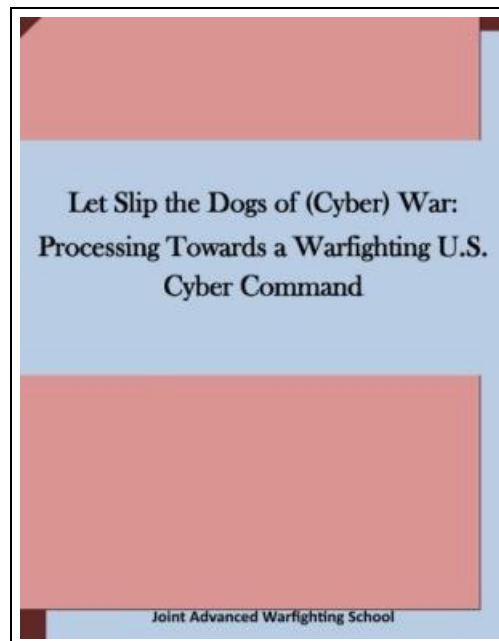 Let Slip the Dogs of (Cyber) War:
Processing Towards a Warfighting U.S.
Cyber Command
Joint Advanced Warfighting School